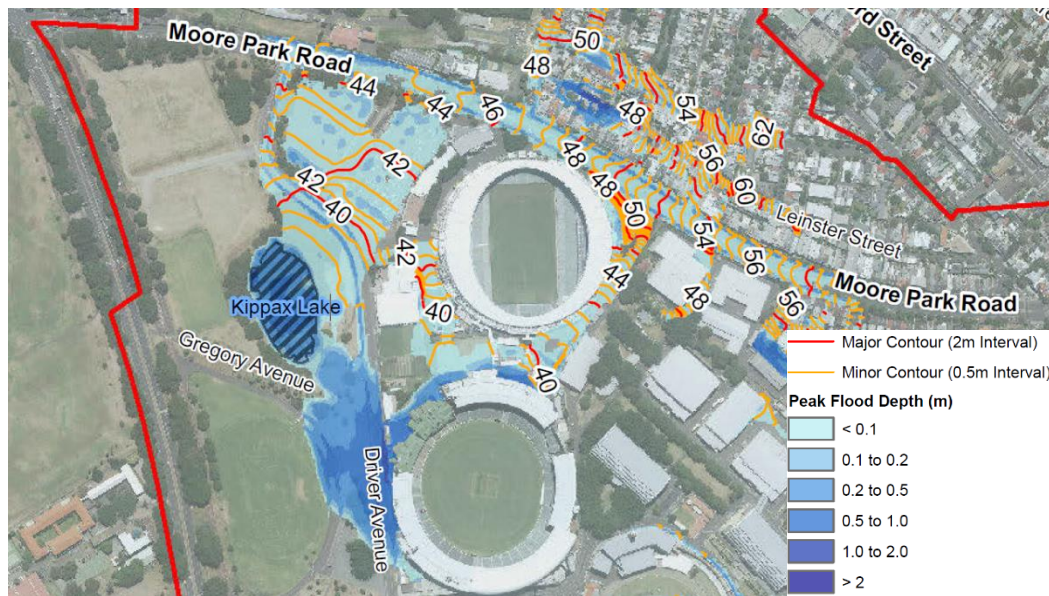 ord Street
Moore Park Road
50
48
44
44
46
48
54
62
56
42
48
42
48
60
40
50
Leinster Street
54
42
56
44
Moore Park Road
48
40
56
Kippax Lake
Gregory Avenue
40
Driver Avenue
Major Contour (2m Interval)
Minor Contour (0.5m Interval)
Peak Flood Depth (m)
< 0.1
0.1 to 0.2
0.2 to 0.5
0.5 to 1.0
1.0 to 2.0
> 2